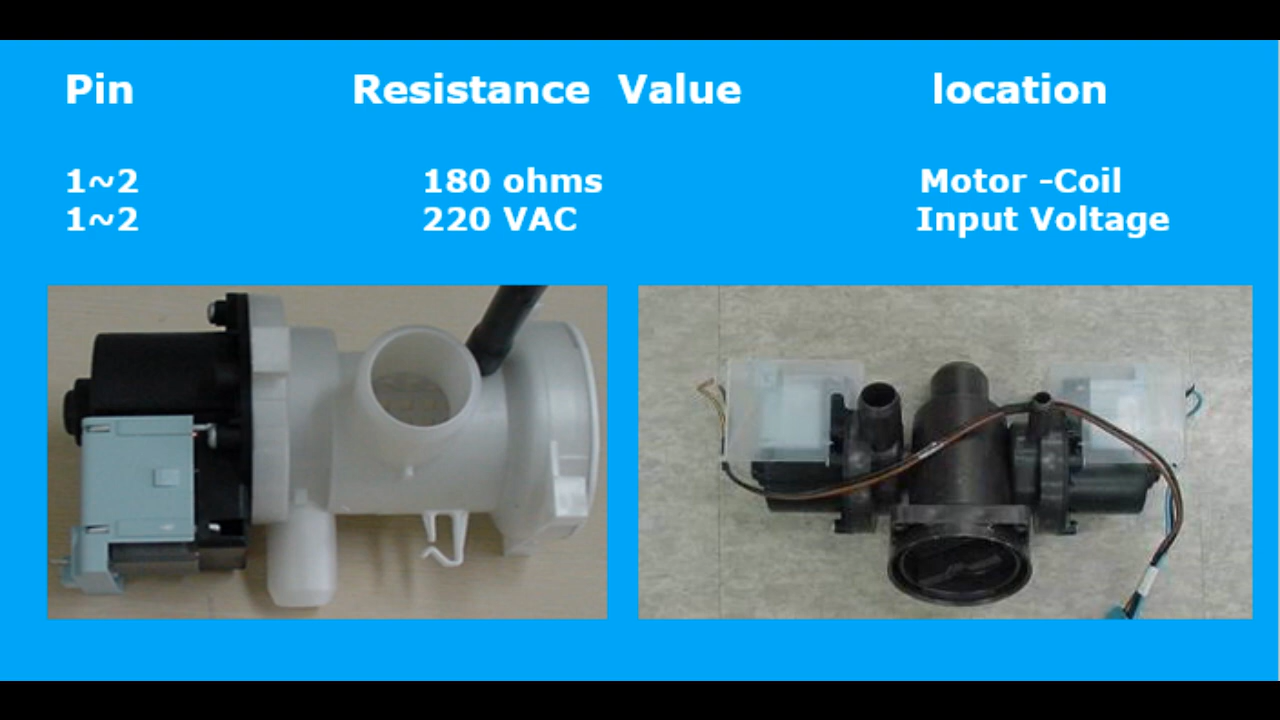 Pin Resistance Value location
1~2 180 ohms Motor -Coil
1~2 220 VAC Input Voltage